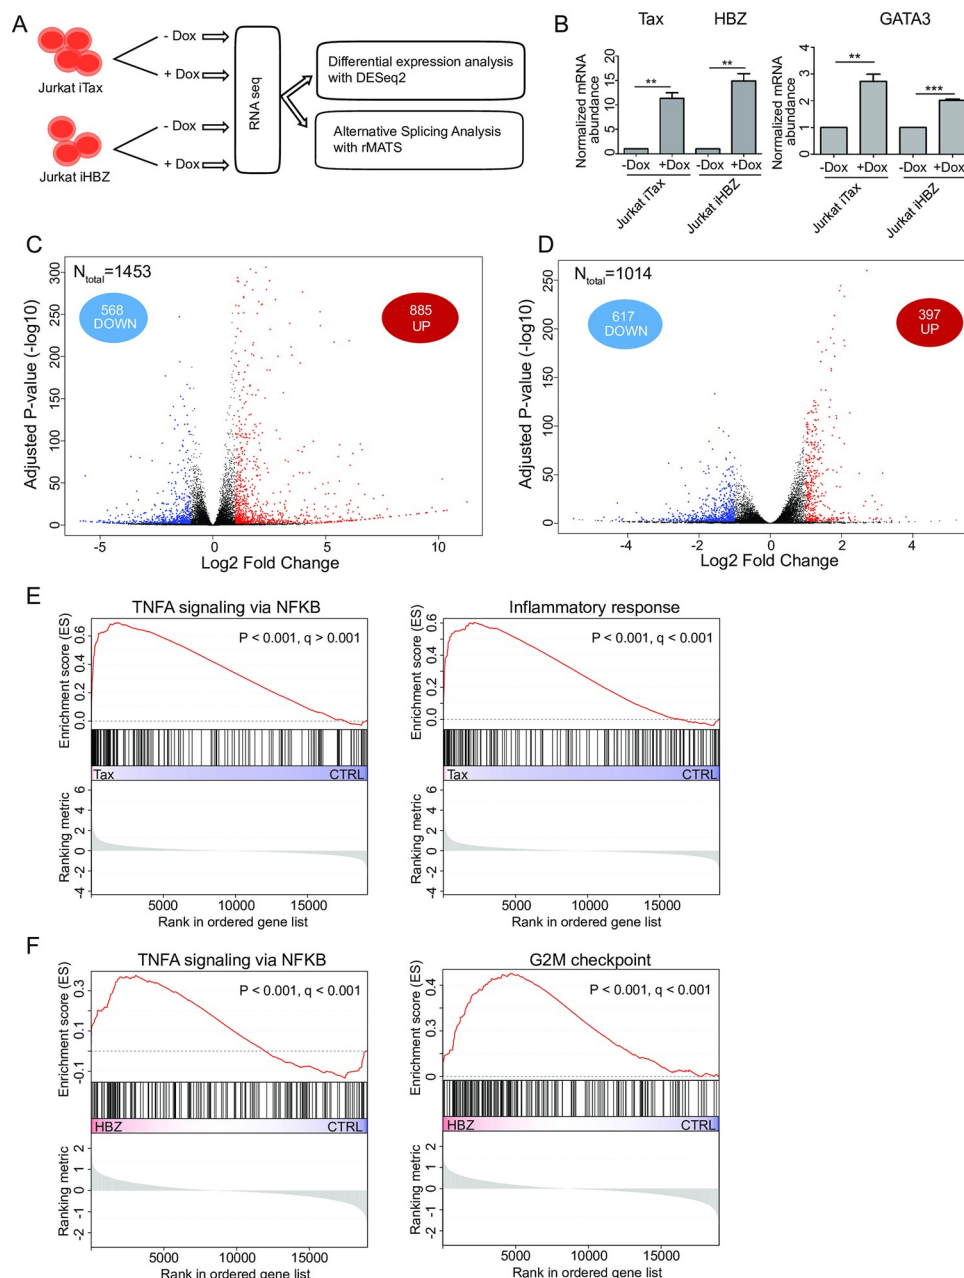 A
Jurkat iTax
- Dox
+ Dox
Jurkat iHBZ
- Dox
+ Dox
RNA seq
Differential expression analysis
with DESeq2
Alternative Splicing Analysis
with rMATS
B
Tax HBZ
Normalized mRNA
abundance
20
15
10
5
0
** **
-Dox +Dox -Dox +Dox
Jurkat iTax Jurkat iHBZ
GATA3
Normalized mRNA
abundance
4
3
2
1
0
** ***
-Dox +Dox -Dox +Dox
Jurkat iTax
Jurkat iHBZ
C
Ntotal=1453
568
DOWN
885
UP
Adjusted P-value (-log10)
300
250
200
150
100
50
0
-5 0 5 10
Log2 Fold Change
D
Ntotal=1014
617
DOWN
397
UP
Adjusted P-value (-log10)
250
200
150
100
50
0
-4 -2 0 2 4
Log2 Fold Change
E
TNFA signaling via NFKB
P < 0.001, q > 0.001
Enrichment score (ES)
0.6
0.4
0.2
0.0
Tax CTRL
Ranking metric
6
4
2
0
-2
-4
5000 10000 15000
Rank in ordered gene list
Inflammatory response
P < 0.001, q < 0.001
Enrichment score (ES)
0.6
0.4
0.2
0.0
Tax CTRL
Ranking metric
6
4
2
0
-2
-4
5000 10000 15000
Rank in ordered gene list
F
TNFA signaling via NFKB
P < 0.001, q < 0.001
Enrichment score (ES)
0.3
0.1
-0.1
HBZ CTRL
Ranking metric
2
1
0
-1
-2
5000 10000 15000
Rank in ordered gene list
G2M checkpoint
P < 0.001, q < 0.001
Enrichment score (ES)
0.4
0.3
0
HBZ CTRL
Ranking metric
2
1
0
-1
-2
5000 10000 15000
Rank in ordered gene list